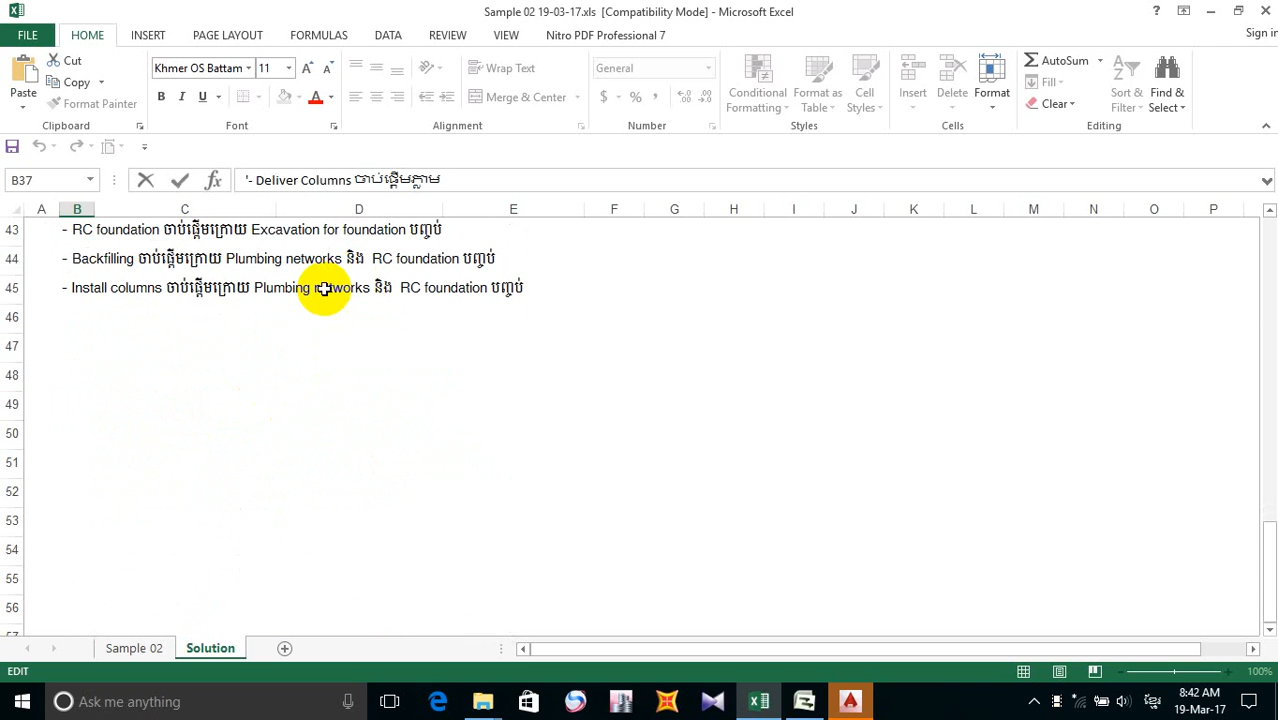 Sample 02 19-03-17.xls [Compatibility Mode] - Microsoft Excel
FILE HOME INSERT PAGE LAYOUT FORMULAS DATA REVIEW VIEW Nitro PDF Professional 7 Sign in
Cut Khmer OS Battam 11 Wrap Text General AutoSum
Paste Copy Format Painter B I U Merge & Center $ % Conditional Formatting Format as Table Cell Styles Insert Delete Format Fill Clear Sort & Filter Find & Select
Clipboard Font Alignment Number Styles Cells Editing
B37 '- Deliver Columns ចាប់ផ្តើមភ្លាម
A B C D E F G H I J K L M N O P
43 - RC foundation ចាប់ផ្តើមក្រោយ Excavation for foundation បញ្ចប់
44 - Backfilling ចាប់ផ្តើមក្រោយ Plumbing networks និង RC foundation បញ្ចប់
45 - Install columns ចាប់ផ្តើមក្រោយ Plumbing networks និង RC foundation បញ្ចប់
46
47
48
49
50
51
52
53
54
55
56
57
Sample 02 Solution
EDIT 100%
Ask me anything 8:42 AM
19-Mar-17